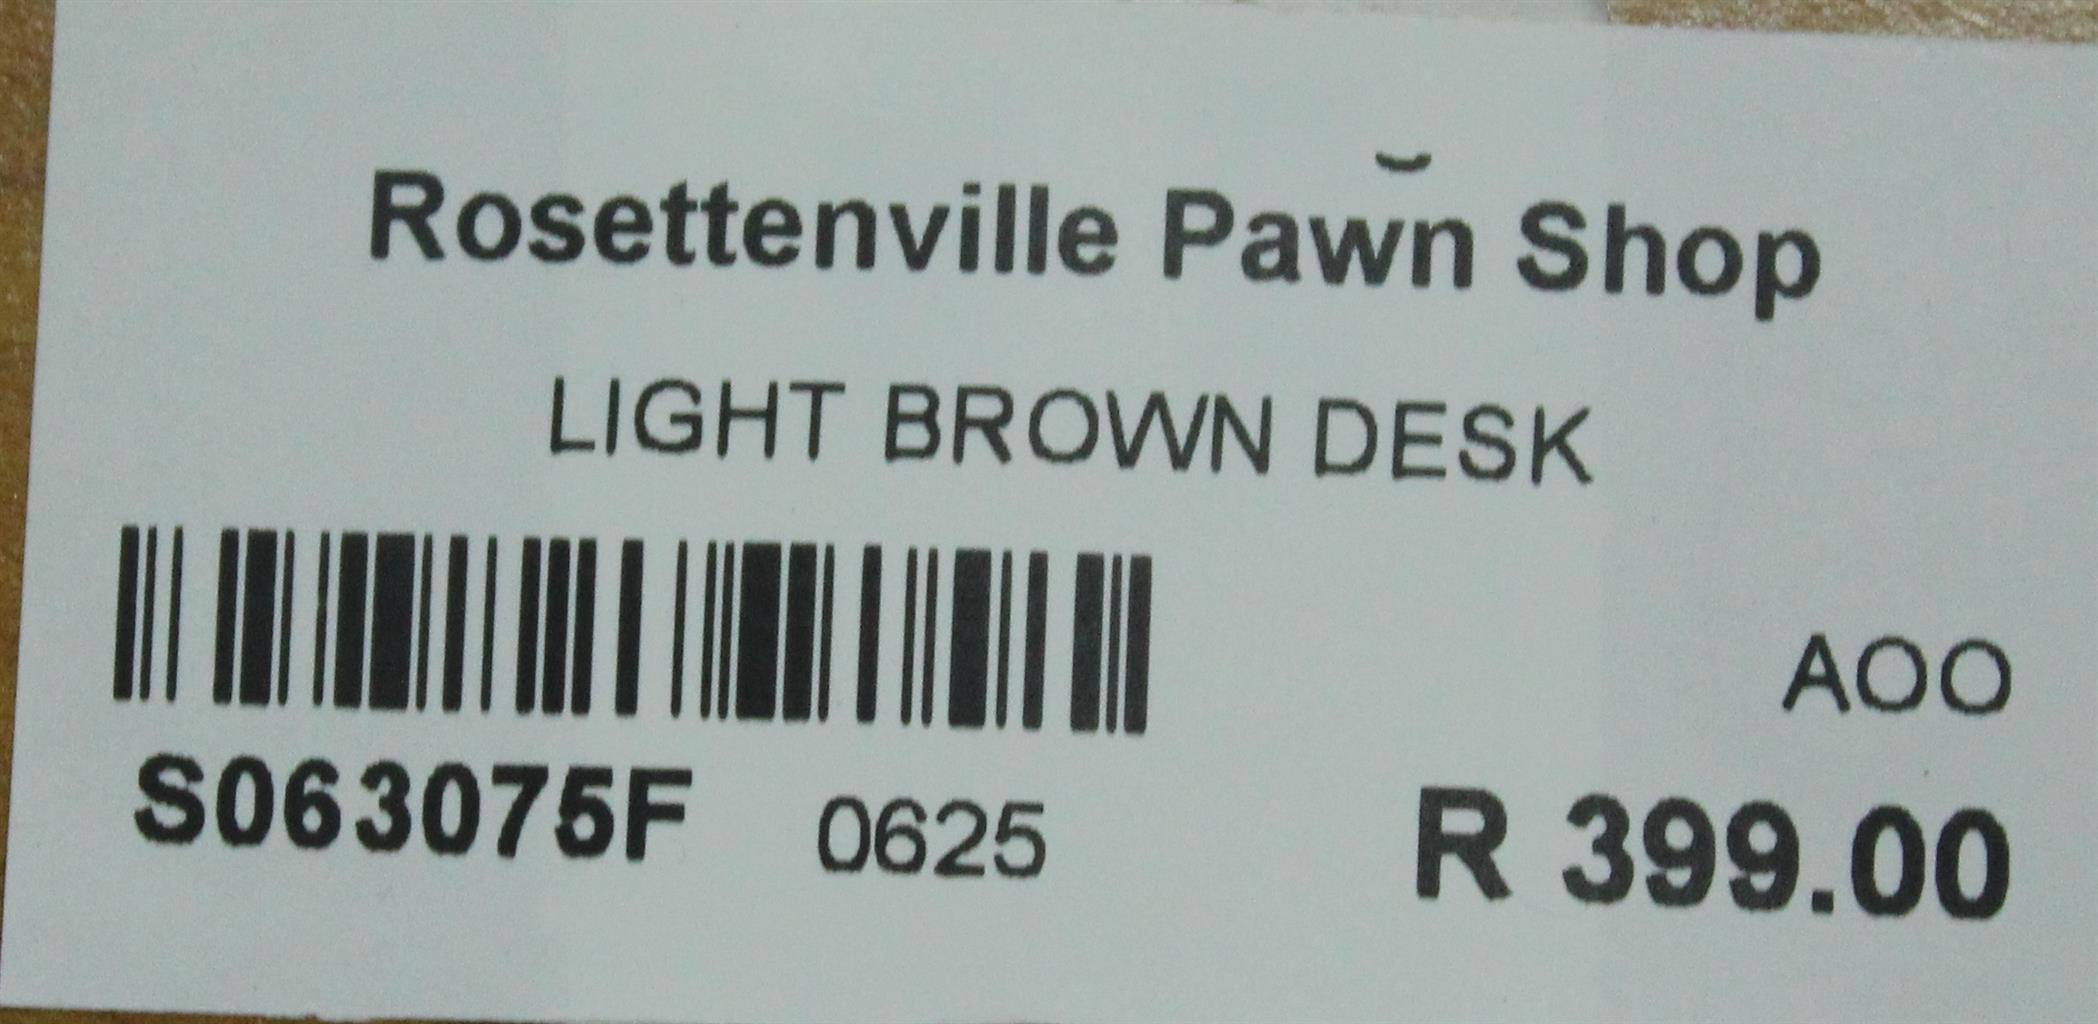 Rosettenville Pawn Shop
LIGHT BROWN DESK
AOO
S063075F 0625 R 399.00